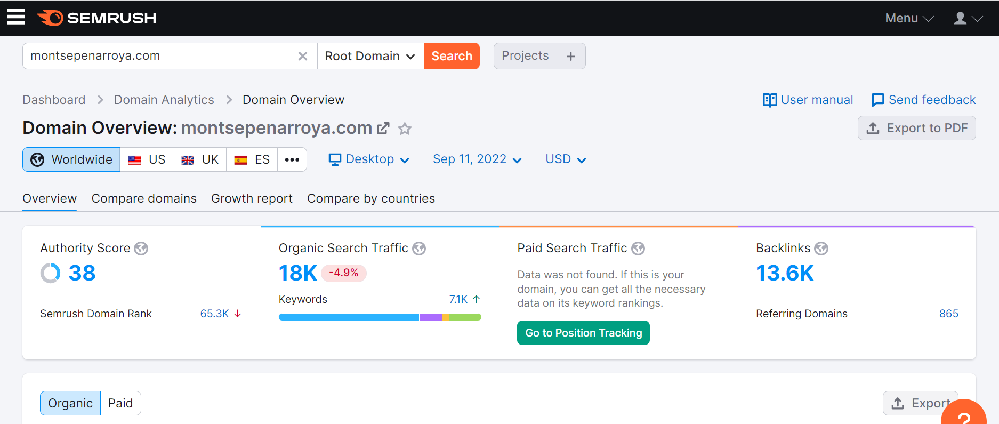 SEMRUSH Menu
montsepenarroya.com Root Domain Search Projects +
Dashboard > Domain Analytics > Domain Overview User manual Send feedback
Domain Overview: montsepenarroya.com Export to PDF
Worldwide US UK ES ••• Desktop Sep 11, 2022 USD
Overview Compare domains Growth report Compare by countries
Authority Score
38
Semrush Domain Rank 65.3K ↓
Organic Search Traffic
18K -4.9%
Keywords 7.1K ↑
Paid Search Traffic
Data was not found. If this is your
domain, you can get all the necessary
data on its keyword rankings.
Go to Position Tracking
Backlinks
13.6K
Referring Domains 865
Organic Paid Export
?